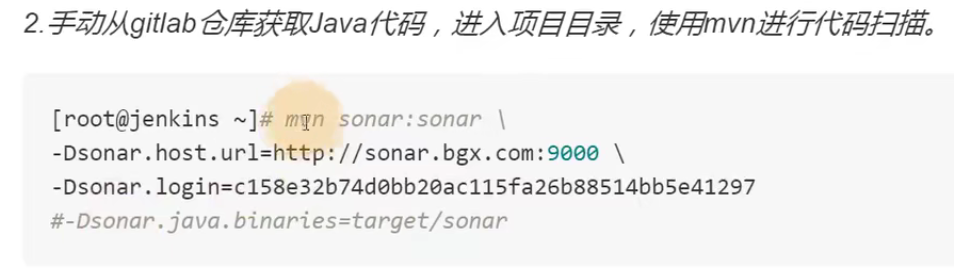 2.手动从gitlab仓库获取Java代码，进入项目目录，使用mvn进行代码扫描。
[root@jenkins ~]# mvn sonar:sonar \
-Dsonar.host.url=http://sonar.bgx.com:9000 \
-Dsonar.login=c158e32b74d0bb20ac115fa26b88514bb5e41297
#-Dsonar.java.binaries=target/sonar